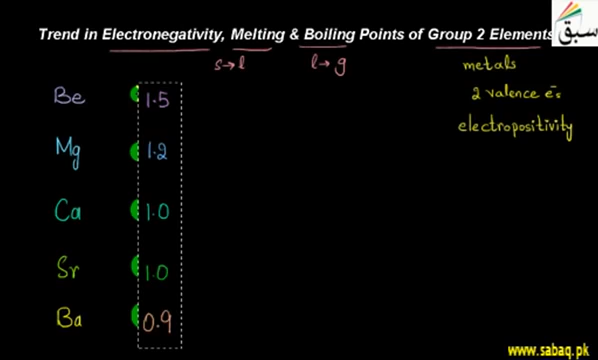 Trend in Electronegativity, Melting & Boiling Points of Group 2 Elements
سبق
s→l
l→g
metals
2 valence e⁻s
electropositivity
Be 1.5
Mg 1.2
Ca 1.0
Sr 1.0
Ba 0.9
www.sabaq.pk